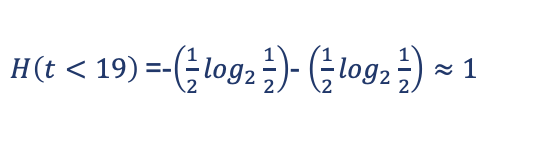 H(t < 19) =-(1/2 log₂ 1/2)- (1/2 log₂ 1/2) ≈ 1